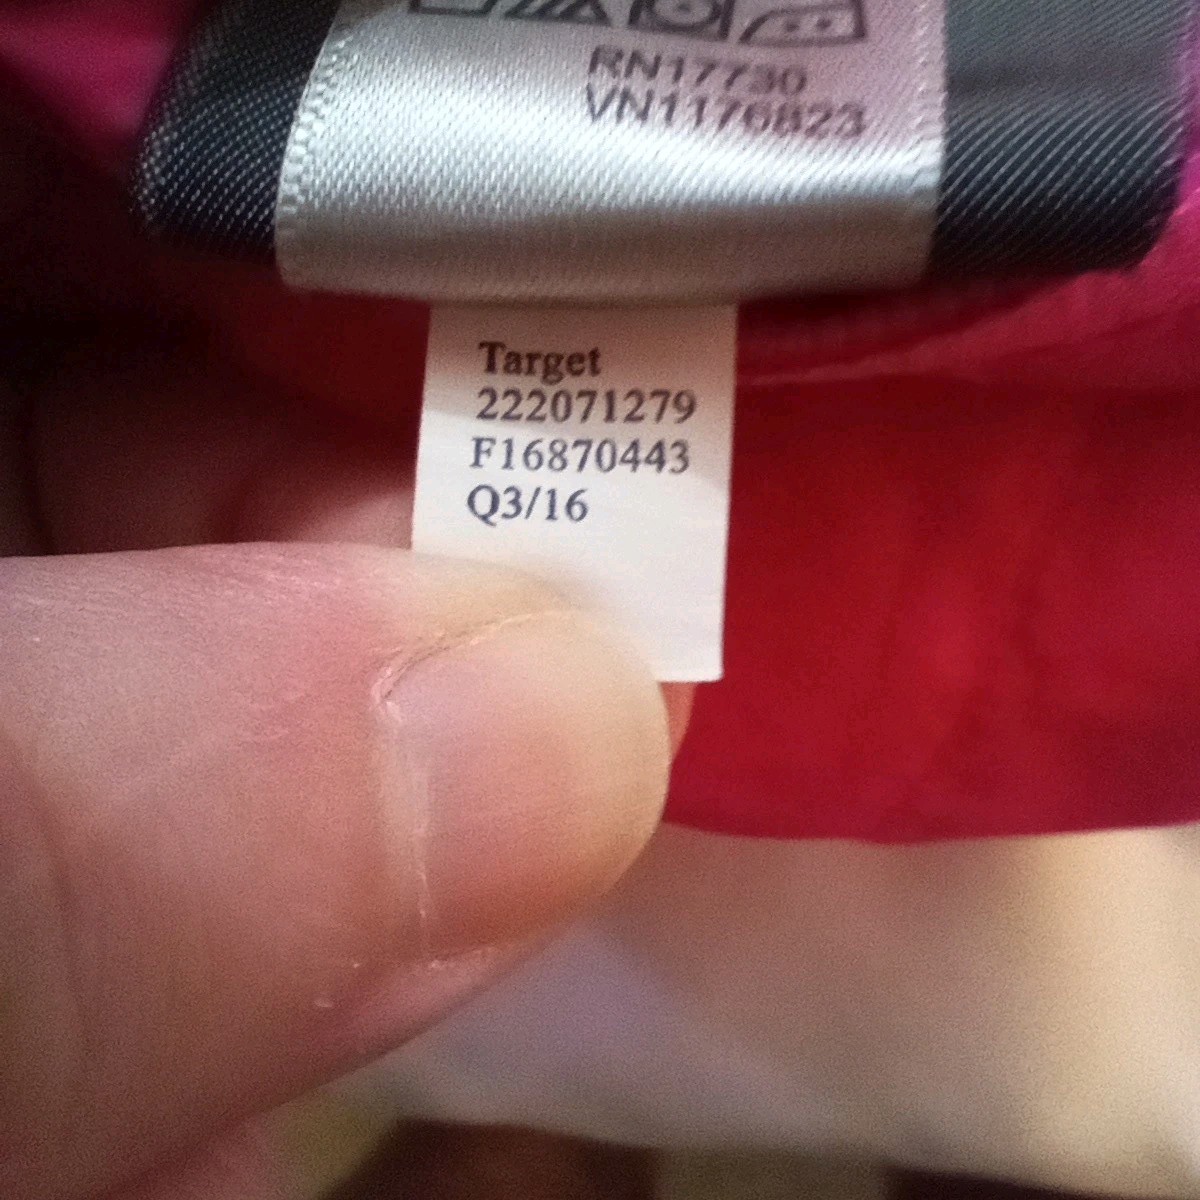 RN17730
VN1176823
Target
222071279
F16870443
Q3/16